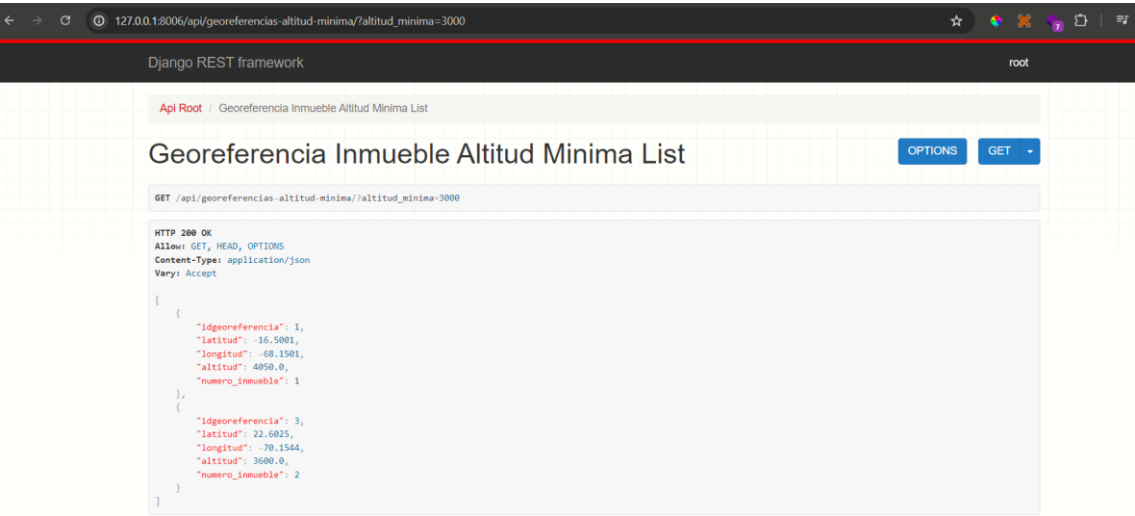 127.0.0.1:8006/api/georeferencias-altitud-minima/?altitud_minima=3000
7
Django REST framework
root
Api Root / Georeferencia Inmueble Altitud Minima List
Georeferencia Inmueble Altitud Minima List
OPTIONS
GET
GET /api/georeferencias-altitud-minima/?altitud_minima=3000
HTTP 200 OK
Allow: GET, HEAD, OPTIONS
Content-Type: application/json
Vary: Accept
[
{
"idgeoreferencia": 1,
"latitud": -16.5001,
"longitud": -68.1501,
"altitud": 4050.0,
"numero_inmueble": 1
},
{
"idgeoreferencia": 3,
"latitud": 22.6025,
"longitud": -70.1544,
"altitud": 3600.0,
"numero_inmueble": 2
}
]